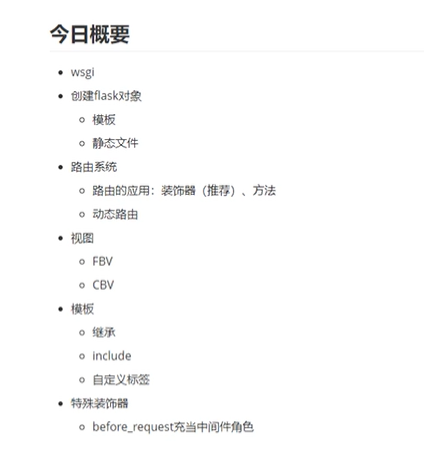 今日概要
wsgi
创建flask对象
模板
静态文件
路由系统
路由的应用：装饰器（推荐）、方法
动态路由
视图
FBV
CBV
模板
继承
include
自定义标签
特殊装饰器
before_request充当中间件角色